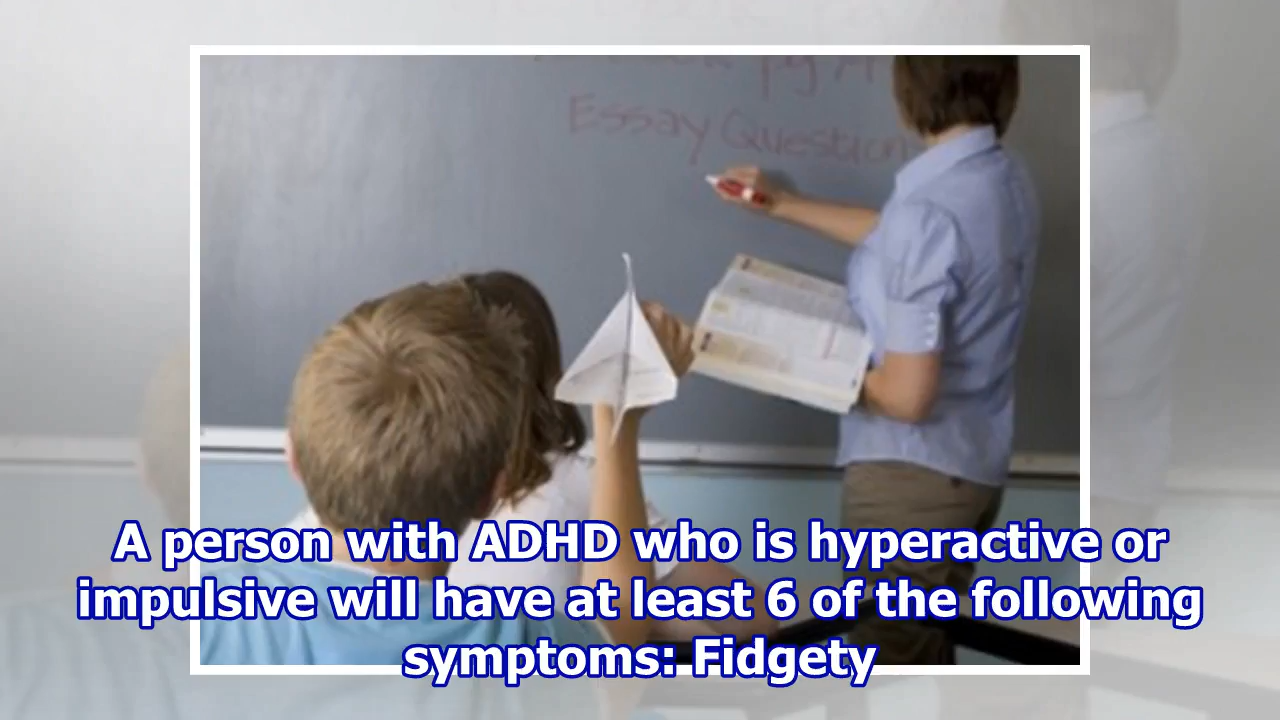 Essay Question
A person with ADHD who is hyperactive or
impulsive will have at least 6 of the following
symptoms: Fidgety